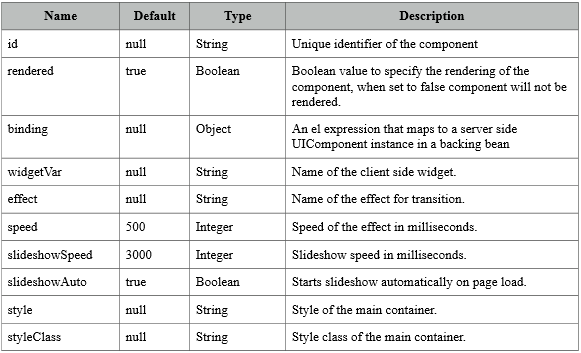 Name Default Type Description
id null String Unique identifier of the component
rendered true Boolean Boolean value to specify the rendering of the
component, when set to false component will not be
rendered.
binding null Object An el expression that maps to a server side
UIComponent instance in a backing bean
widgetVar null String Name of the client side widget.
effect null String Name of the effect for transition.
speed 500 Integer Speed of the effect in milliseconds.
slideshowSpeed 3000 Integer Slideshow speed in milliseconds.
slideshowAuto true Boolean Starts slideshow automatically on page load.
style null String Style of the main container.
styleClass null String Style class of the main container.